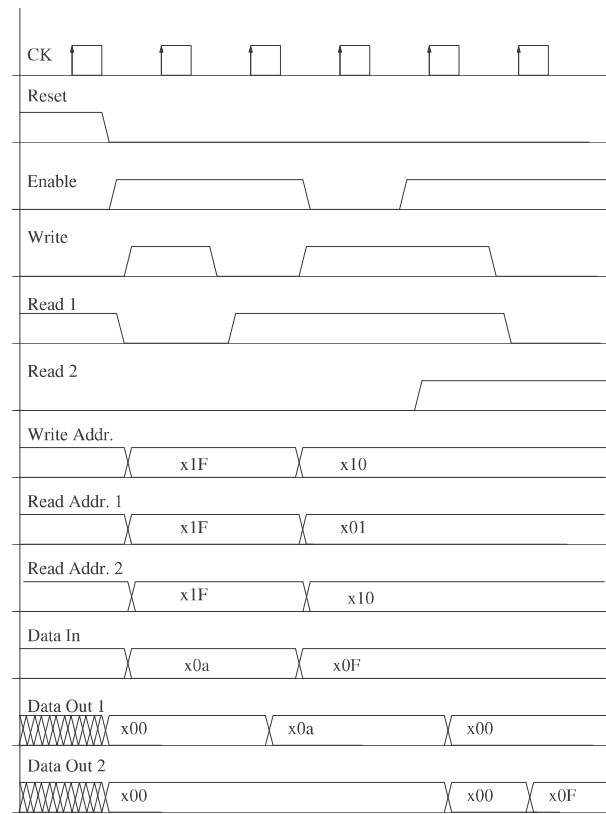 CK
Reset
Enable
Write
Read 1
Read 2
Write Addr.
x1F x10
Read Addr. 1
x1F x01
Read Addr. 2
x1F x10
Data In
x0a x0F
Data Out 1
x00 x0a x00
Data Out 2
x00 x00 x0F